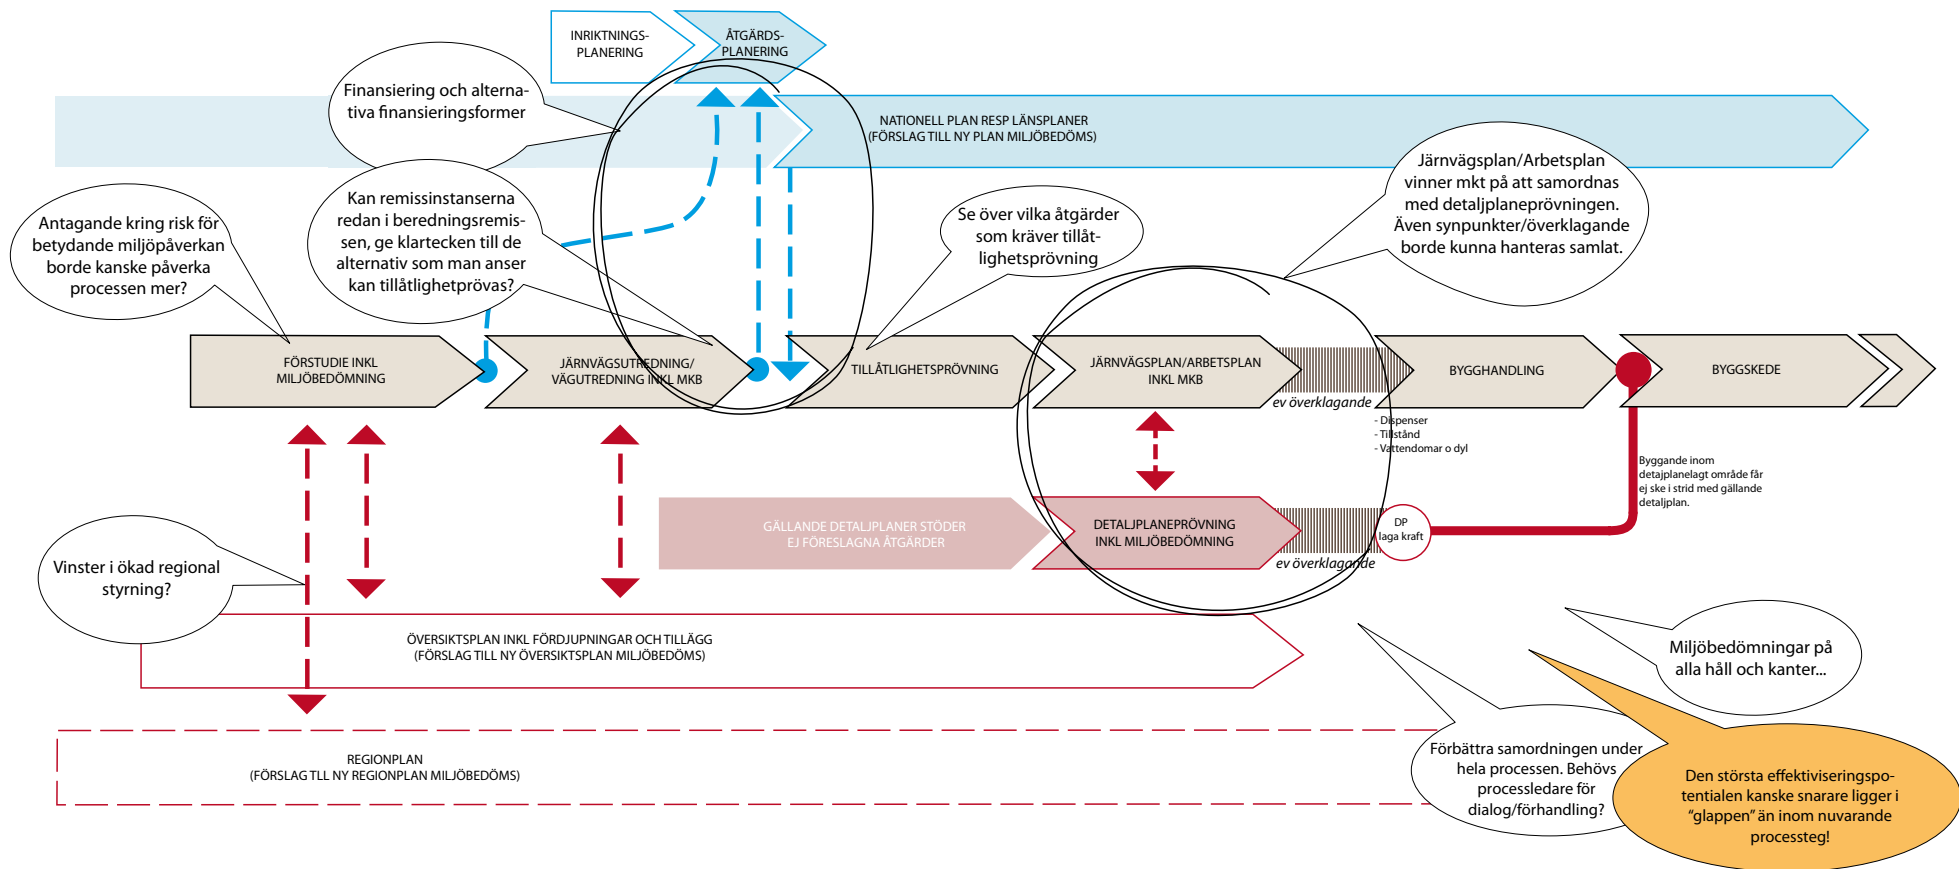 INRIKTNINGS-
PLANERING
ÅTGÄRDS-
PLANERING
Finansiering och alterna-
tiva finansieringsformer
NATIONELL PLAN RESP LÄNSPLANER
(FÖRSLAG TILL NY PLAN MILJÖBEDÖMS)
Järnvägsplan/Arbetsplan
vinner mkt på att samordnas
med detaljplaneprövningen.
Även synpunkter/överklagande
borde kunna hanteras samlat.
Kan remissinstanserna
redan i beredningsremis-
sen, ge klartecken till de
alternativ som man anser
kan tillåtlighetprövas?
Antagande kring risk för
betydande miljöpåverkan
borde kanske påverka
processen mer?
Se över vilka åtgärder
som kräver tillåt-
lighetsprövning
FÖRSTUDIE INKL
MILJÖBEDÖMNING
JÄRNVÄGSUTREDNING/
VÄGUTREDNING INKL MKB
TILLÅTLIGHETSPRÖVNING
JÄRNVÄGSPLAN/ARBETSPLAN
INKL MKB
BYGGHANDLING
BYGGSKEDE
ev överklagande
- Dispenser
- Tillstånd
- Vattendomar o dyl
Byggande inom
detajplanelagt område får
ej ske i strid med gällande
detaljplan.
GÄLLANDE DETALJPLANER STÖDER
EJ FÖRESLAGNA ÅTGÄRDER
DETALJPLANEPRÖVNING
INKL MILJÖBEDÖMNING
DP
laga kraft
ev överklagande
Vinster i ökad regional
styrning?
ÖVERSIKTSPLAN INKL FÖRDJUPNINGAR OCH TILLÄGG
(FÖRSLAG TILL NY ÖVERSIKTSPLAN MILJÖBEDÖMS)
Miljöbedömningar på
alla håll och kanter...
REGIONPLAN
(FÖRSLAG TLL NY REGIONPLAN MILJÖBEDÖMS)
Förbättra samordningen under
hela processen. Behövs
processledare för
dialog/förhandling?
Den största effektiviseringspo-
tentialen kanske snarare ligger i
"glappen" än inom nuvarande
processteg!